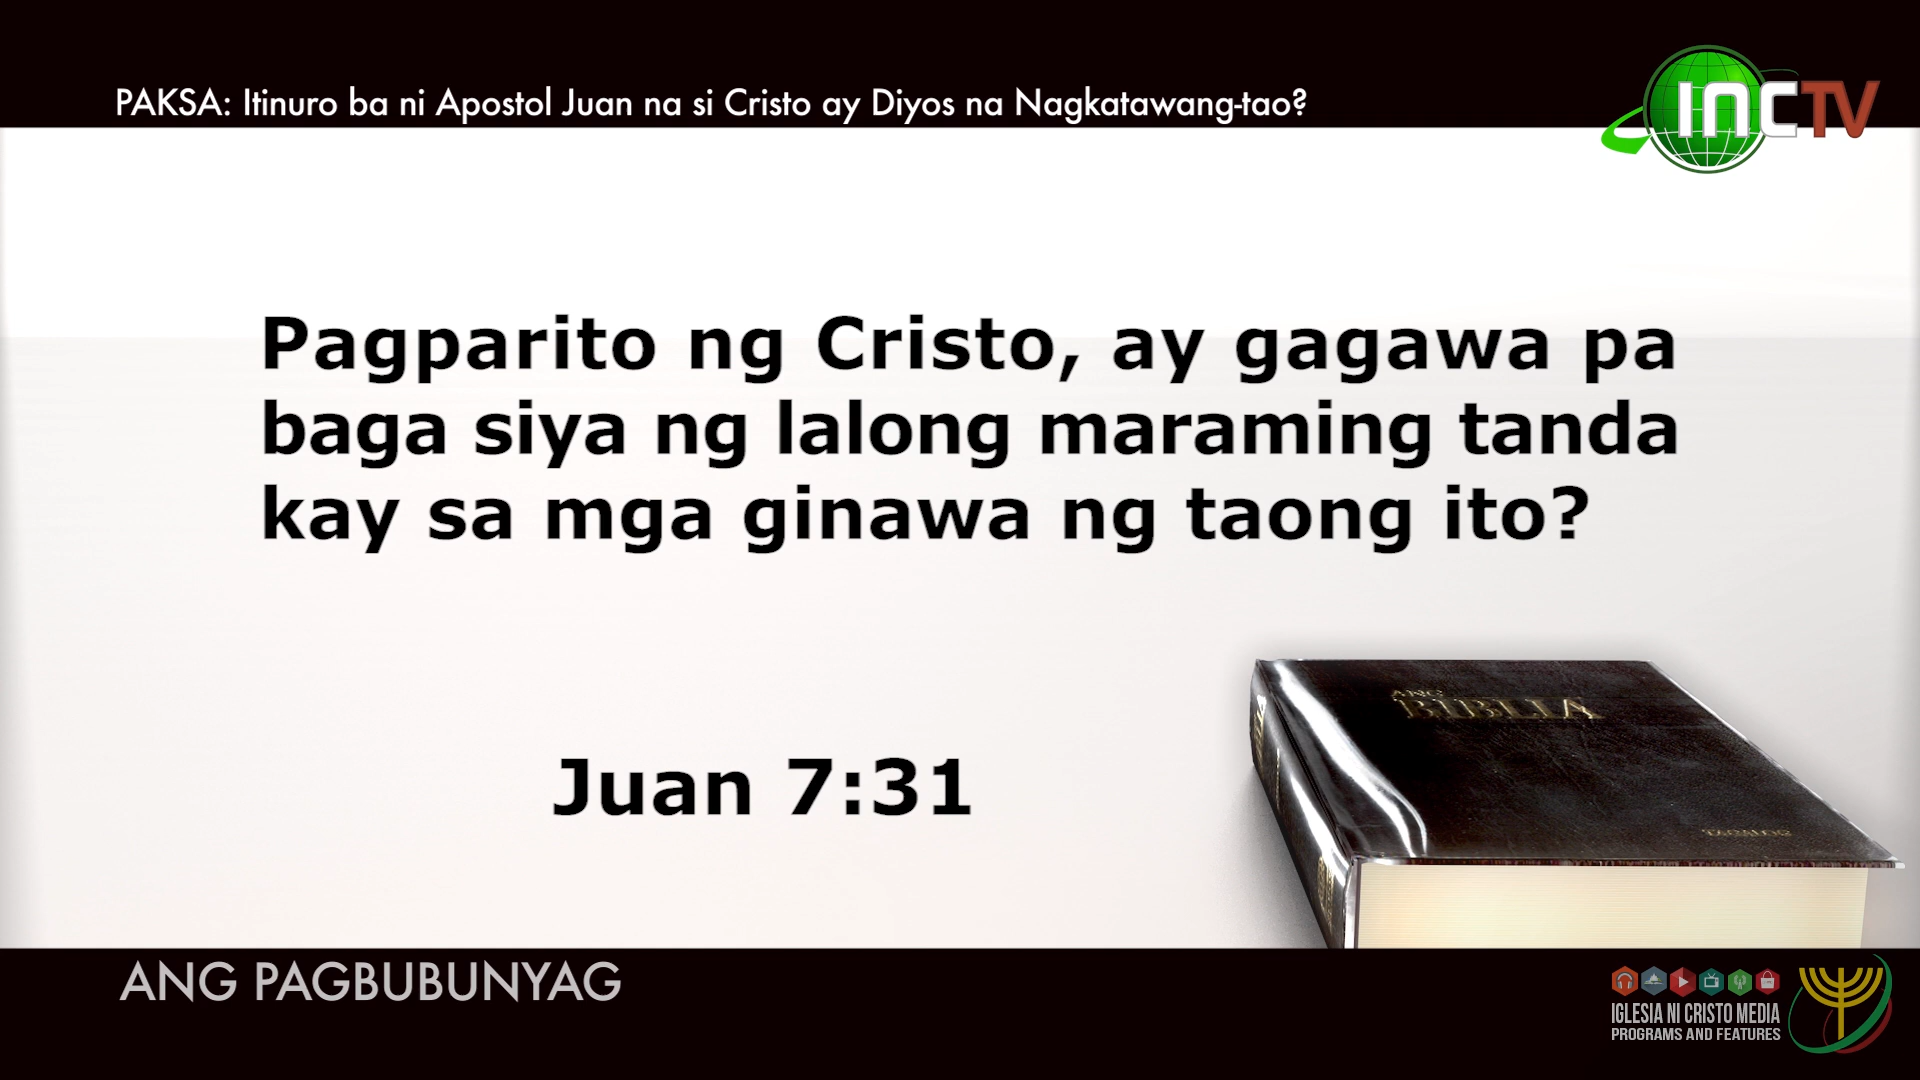 PAKSA: Itinuro ba ni Apostol Juan na si Cristo ay Diyos na Nagkatawang-tao?
INCTV
Pagparito ng Cristo, ay gagawa pa
baga siya ng lalong maraming tanda
kay sa mga ginawa ng taong ito?
Juan 7:31
ANG
BIBLIA
TAGALOG
ANG PAGBUBUNYAG
IGLESIA NI CRISTO MEDIA
PROGRAMS AND FEATURES